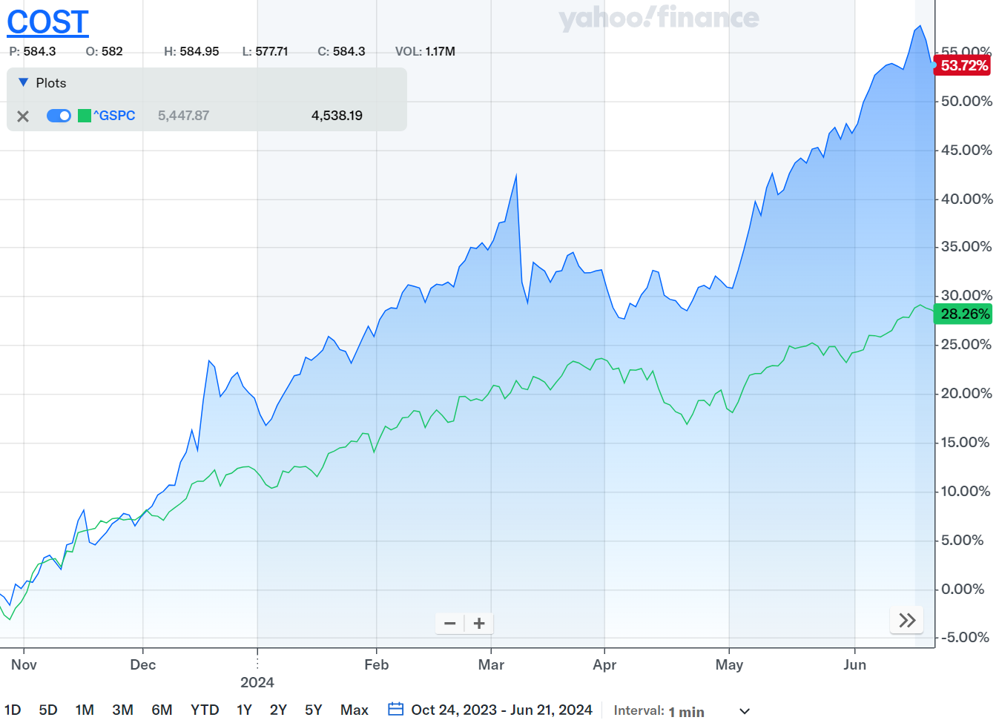 COST
yahoo!finance
P: 584.3 O: 582 H: 584.95 L: 577.71 C: 584.3 VOL: 1.17M
Plots
^GSPC 5,447.87 4,538.19
55.00%
53.72%
50.00%
45.00%
40.00%
35.00%
30.00%
28.26%
25.00%
20.00%
15.00%
10.00%
5.00%
0.00%
-5.00%
Nov Dec Feb Mar Apr May Jun
2024
1D 5D 1M 3M 6M YTD 1Y 2Y 5Y Max Oct 24, 2023 - Jun 21, 2024 Interval: 1 min